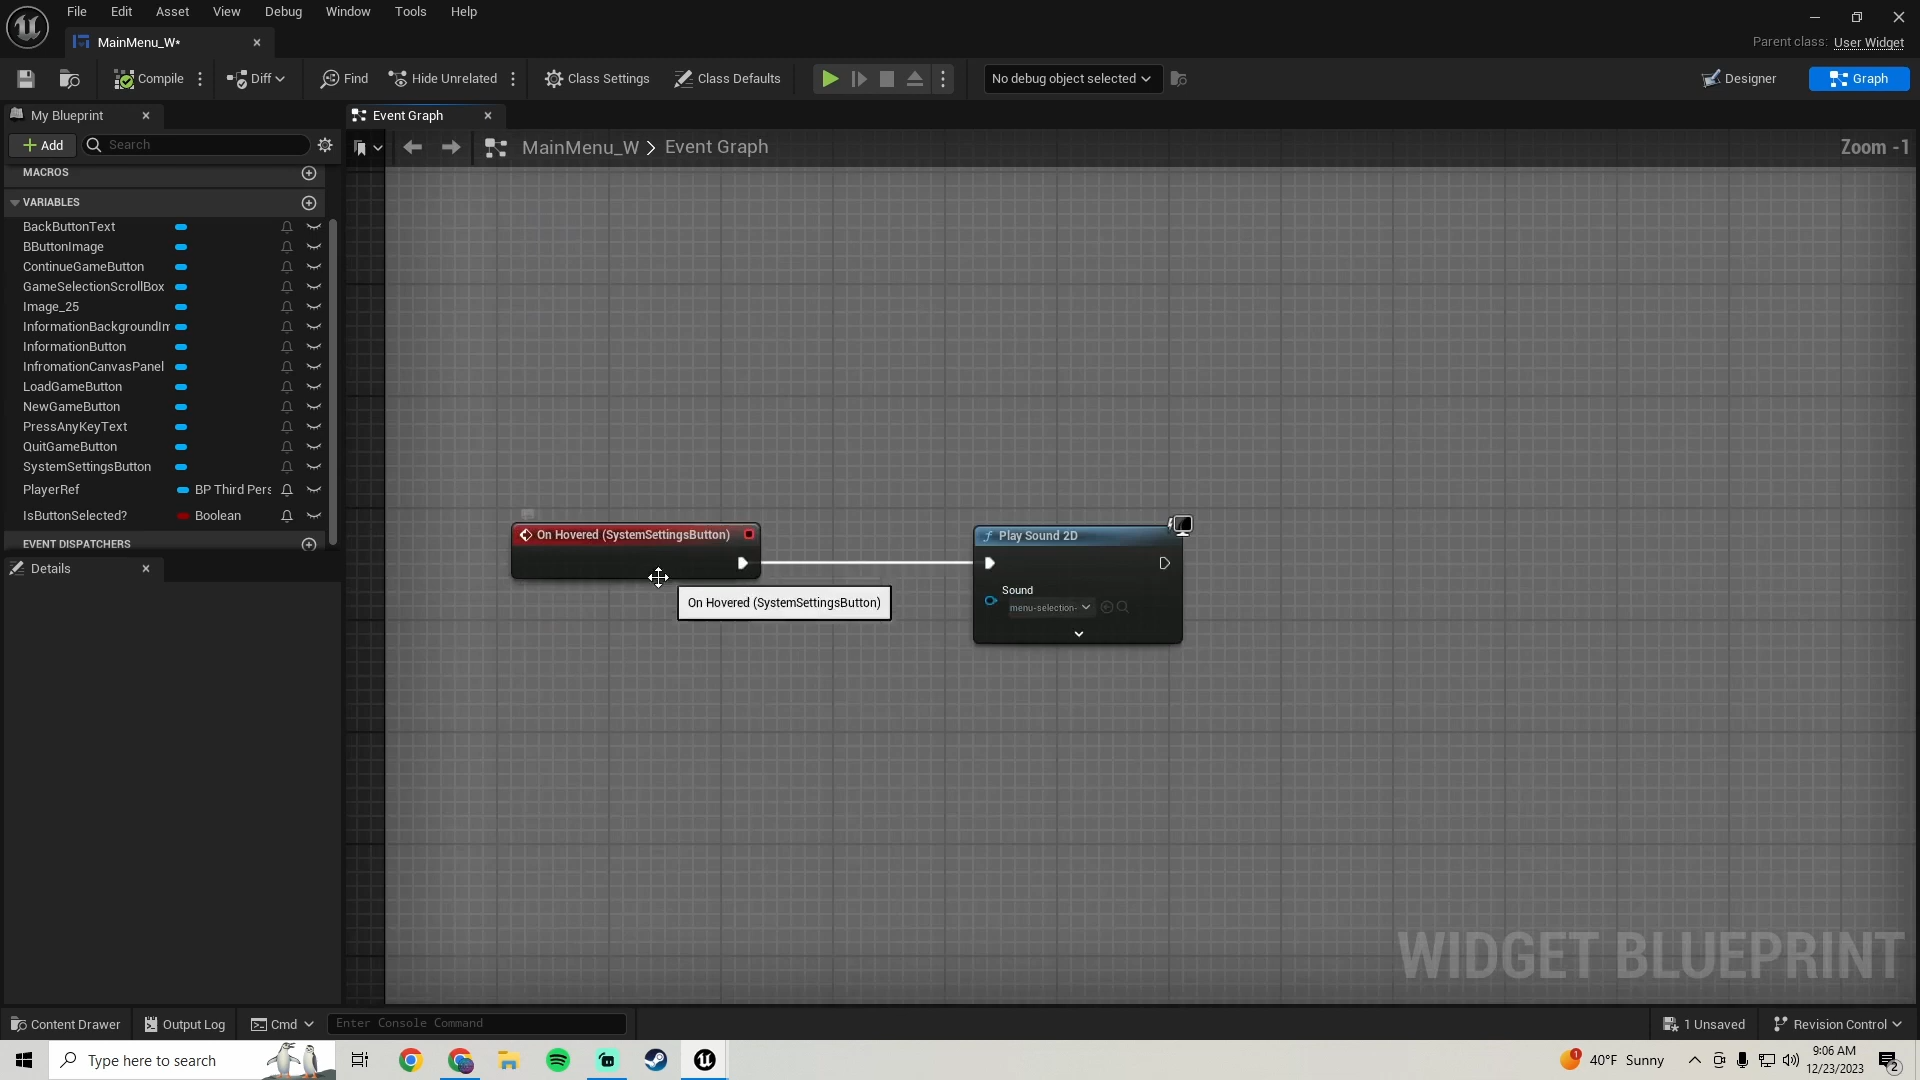 File Edit Asset View Debug Window Tools Help
MainMenu_W*
Parent class: User Widget
Compile Diff Find Hide Unrelated Class Settings Class Defaults No debug object selected Designer Graph
My Blueprint
Event Graph
Add Search
MainMenu_W > Event Graph
Zoom -1
MACROS
VARIABLES
BackButtonText
BButtonImage
ContinueGameButton
GameSelectionScrollBox
Image_25
InformationBackgroundIm
InformationButton
InfromationCanvasPanel
LoadGameButton
NewGameButton
PressAnyKeyText
QuitGameButton
SystemSettingsButton
PlayerRef BP Third Pers
IsButtonSelected? Boolean
EVENT DISPATCHERS
Details
On Hovered (SystemSettingsButton)
On Hovered (SystemSettingsButton)
f Play Sound 2D
Sound
menu-selection-
WIDGET BLUEPRINT
Content Drawer Output Log Cmd Enter Console Command 1 Unsaved Revision Control
Type here to search
1
40°F Sunny
9:06 AM
12/23/2023
2